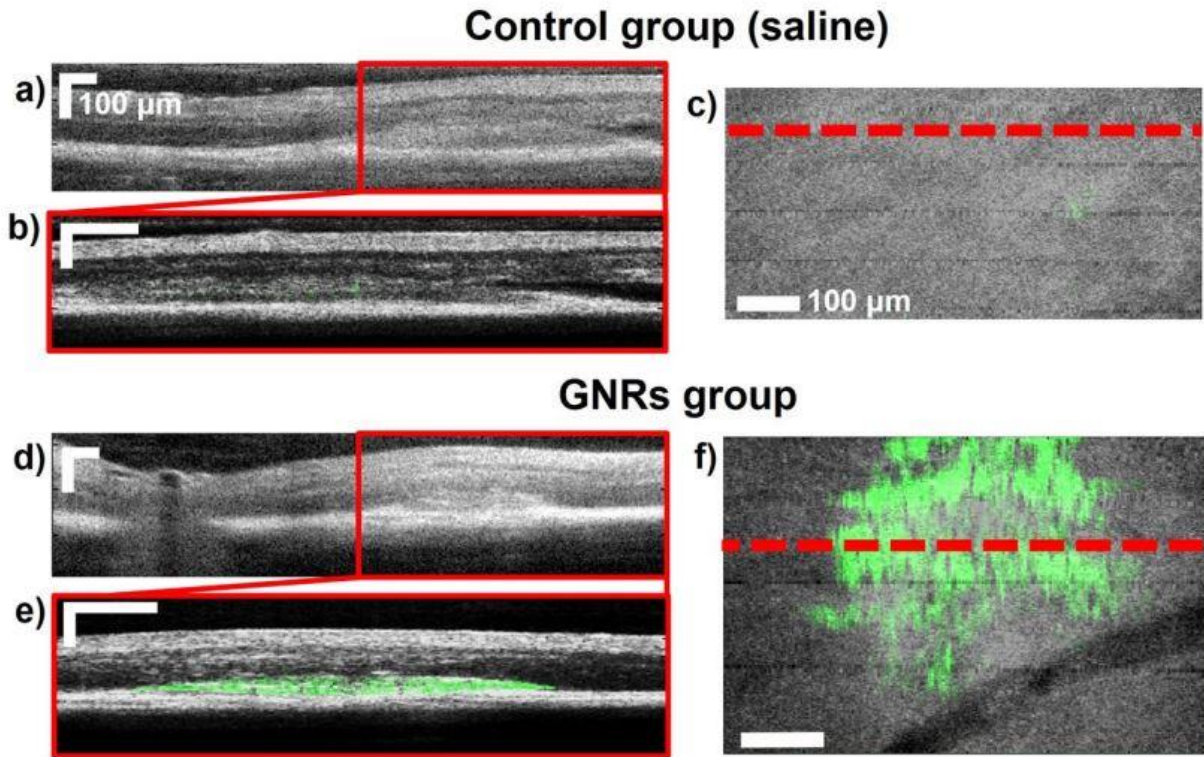 Control group (saline)
a)
100 µm
b)
c)
100 µm
GNRs group
d)
e)
f)